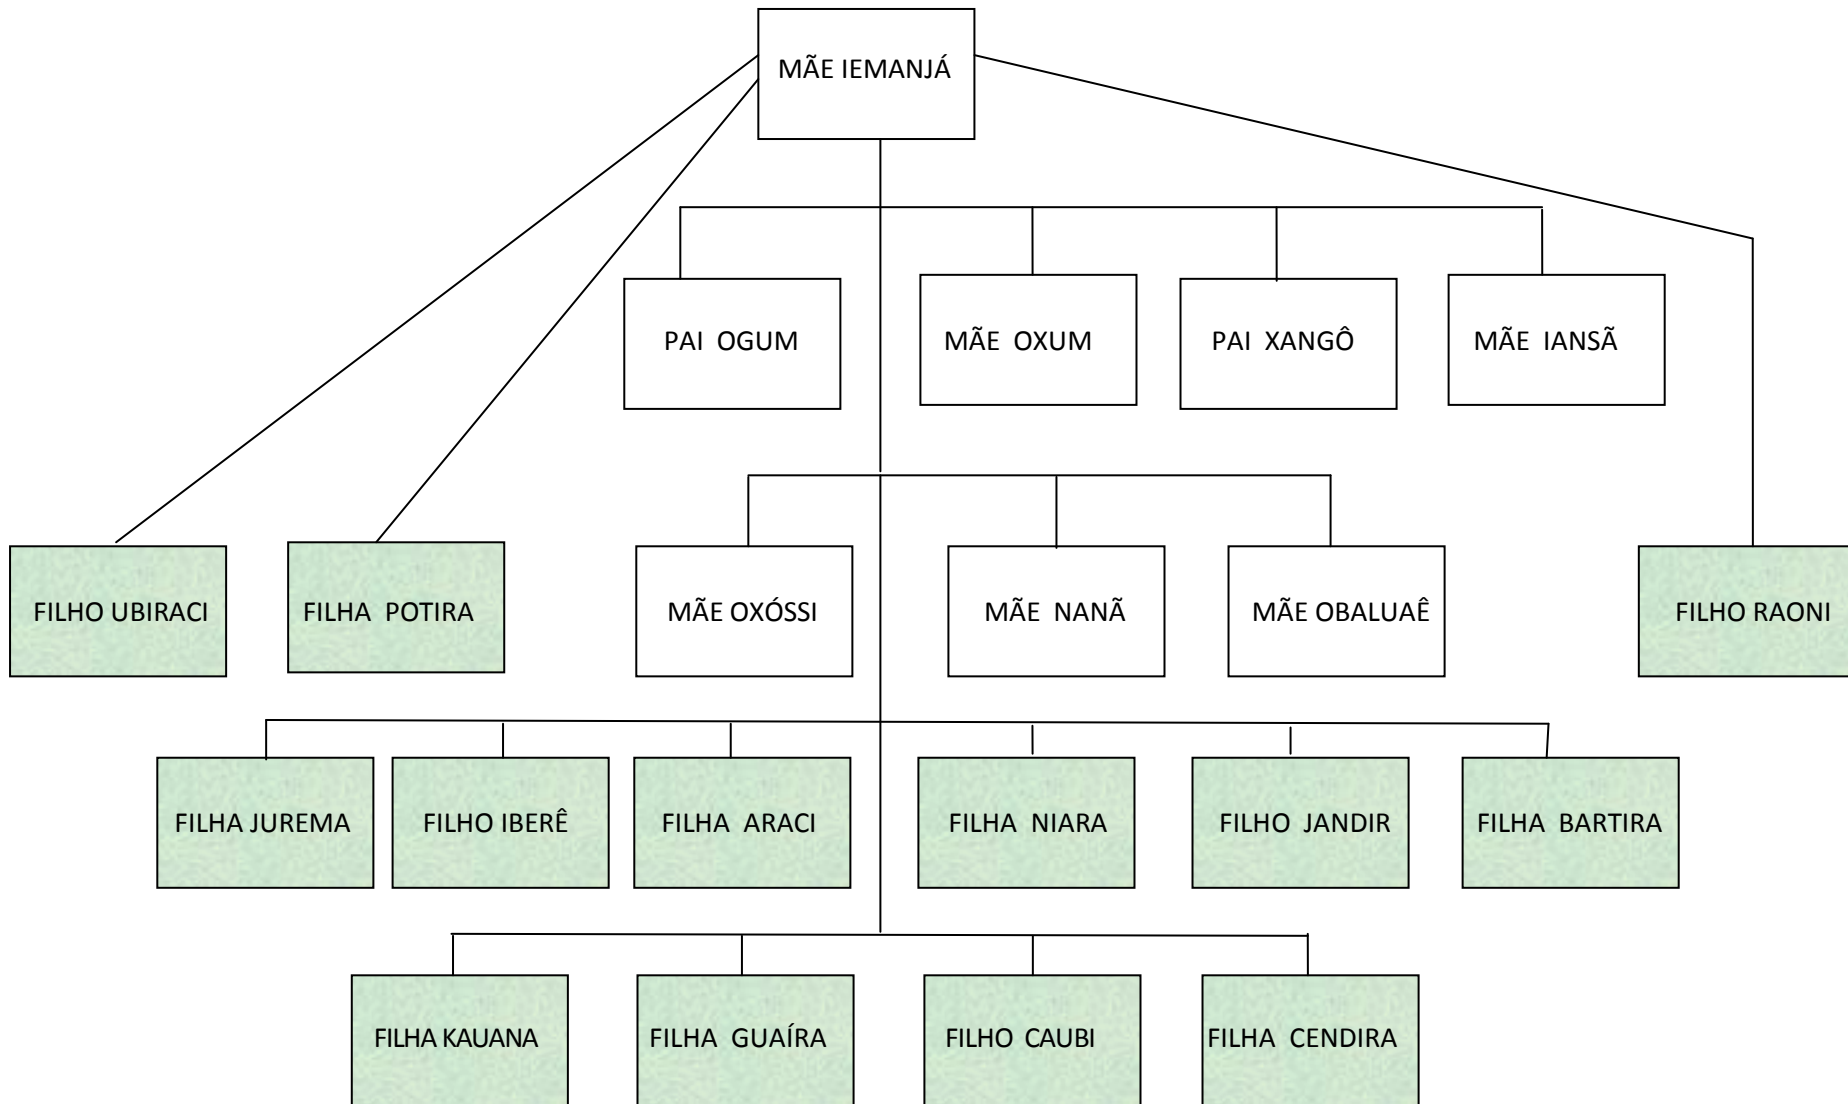 MÃE IEMANJÁ
PAI OGUM
MÃE OXUM
PAI XANGÔ
MÃE IANSÃ
FILHO UBIRACI
FILHA POTIRA
MÃE OXÓSSI
MÃE NANÃ
MÃE OBALUAÊ
FILHO RAONI
FILHA JUREMA
FILHO IBERÊ
FILHA ARACI
FILHA NIARA
FILHO JANDIR
FILHA BARTIRA
FILHA KAUANA
FILHA GUAÍRA
FILHO CAUBI
FILHA CENDIRA